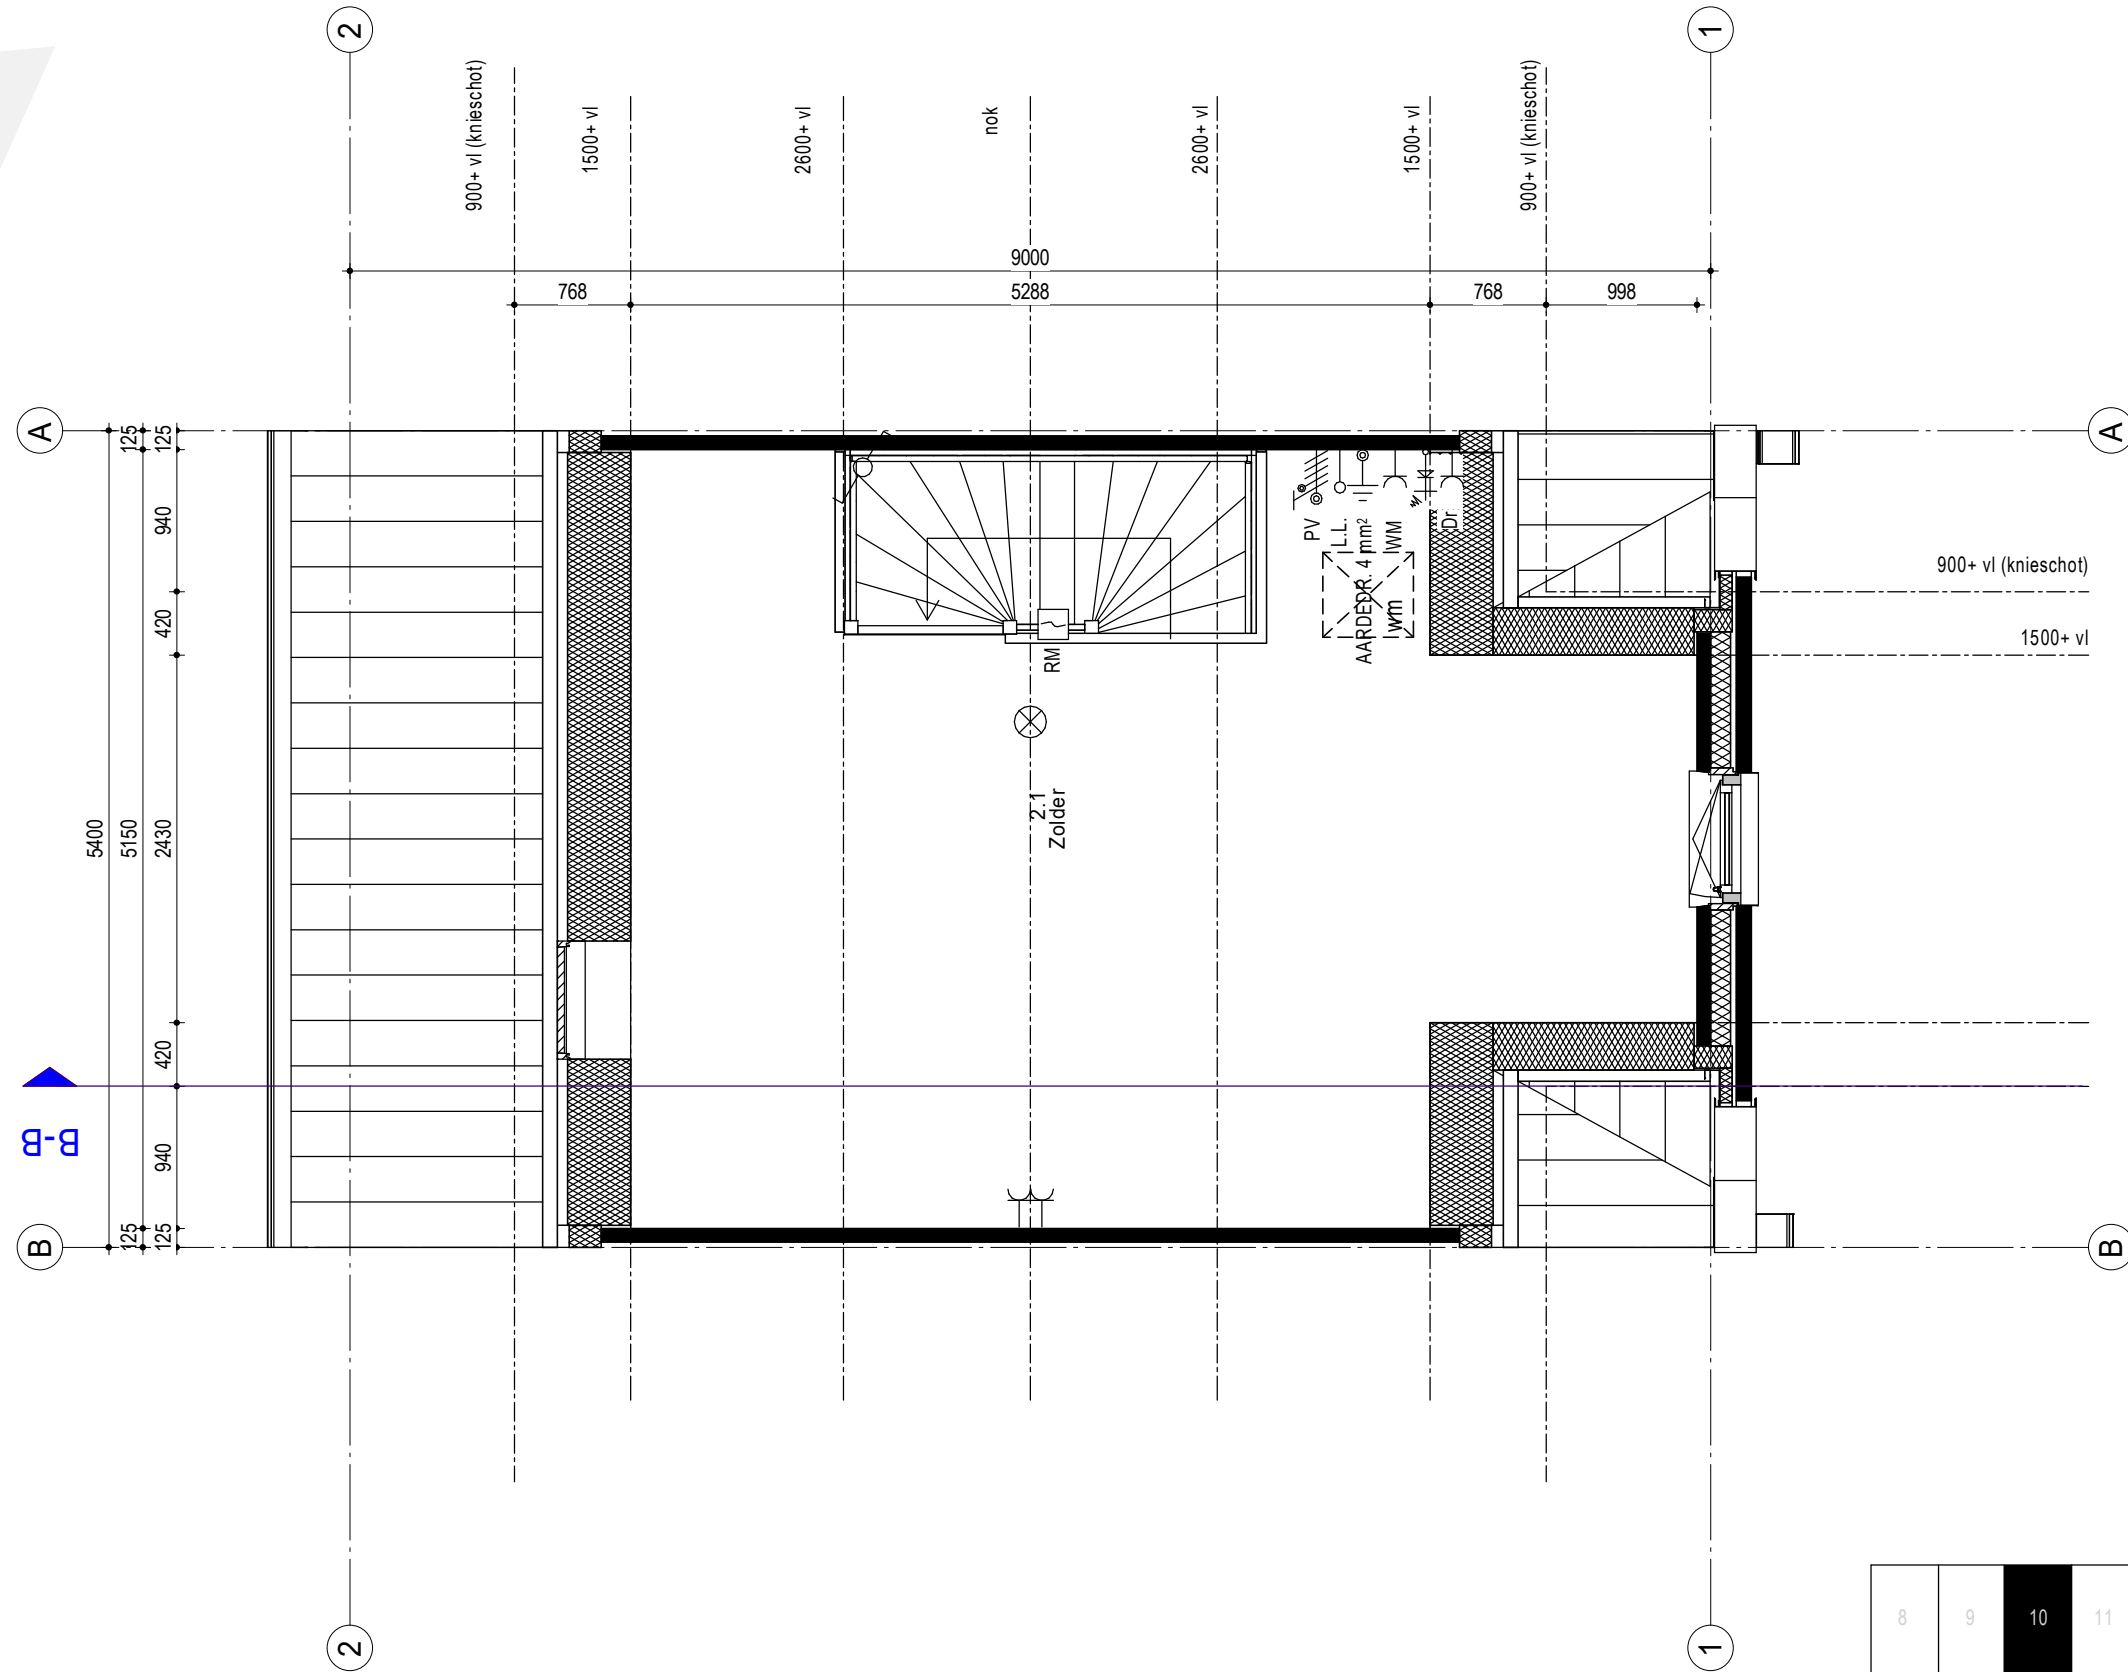 2
1
900+ vl (knieschot)
1500+ vl
2600+ vl
nok
2600+ vl
1500+ vl
900+ vl (knieschot)
9000
768
5288
768
998
A
A
125
125
940
420
5400
5150
2430
420
940
125
125
PV
L.L.
AARDEDR. 4 mm²
WM
Dr
wm
RM
2.1
Zolder
900+ vl (knieschot)
1500+ vl
B-B
B
B
2
1
8
9
10
11